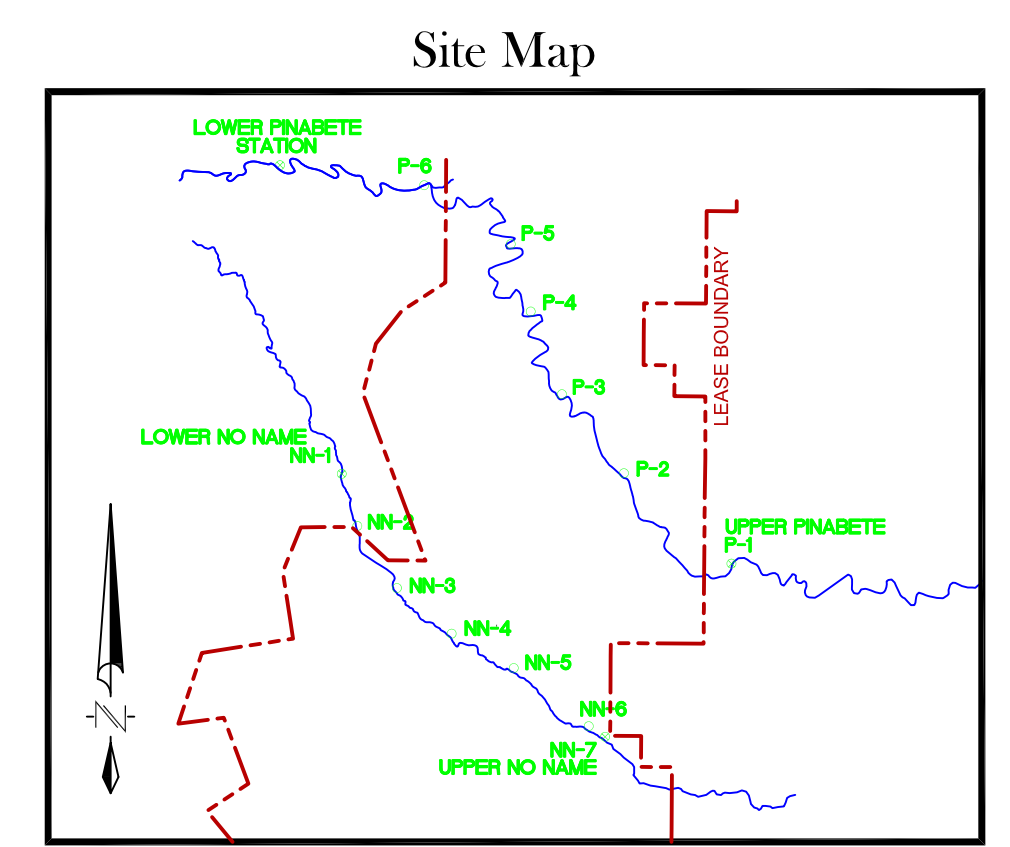 Site Map
LOWER PINABETE
STATION
P-6
P-5
LEASE BOUNDARY
P-4
P-3
LOWER NO NAME
NN-1
P-2
NN-2
UPPER PINABETE
P-1
NN-3
NN-4
NN-5
N
NN-6
NN-7
UPPER NO NAME